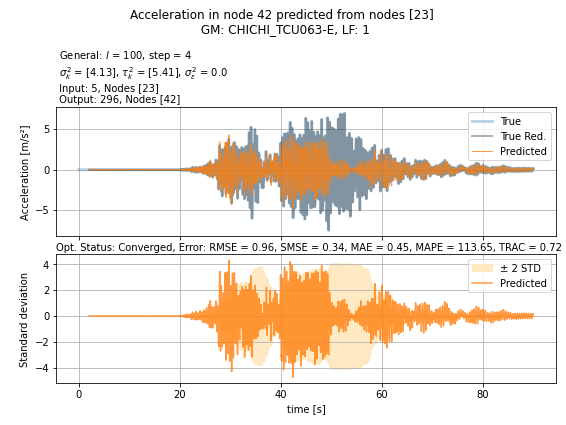 Acceleration in node 42 predicted from nodes [23]
GM: CHICHI_TCU063-E, LF: 1
General: l = 100, step = 4
σ²ₖ = [4.13], τ²ₖ = [5.41], σ²ε = 0.0
Input: 5, Nodes [23]
Output: 296, Nodes [42]
Acceleration [m/s²]
5
0
−5
True
True Red.
Predicted
Opt. Status: Converged, Error: RMSE = 0.96, SMSE = 0.34, MAE = 0.45, MAPE = 113.65, TRAC = 0.72
Standard deviation
4
2
0
−2
−4
± 2 STD
Predicted
0 20 40 60 80
time [s]